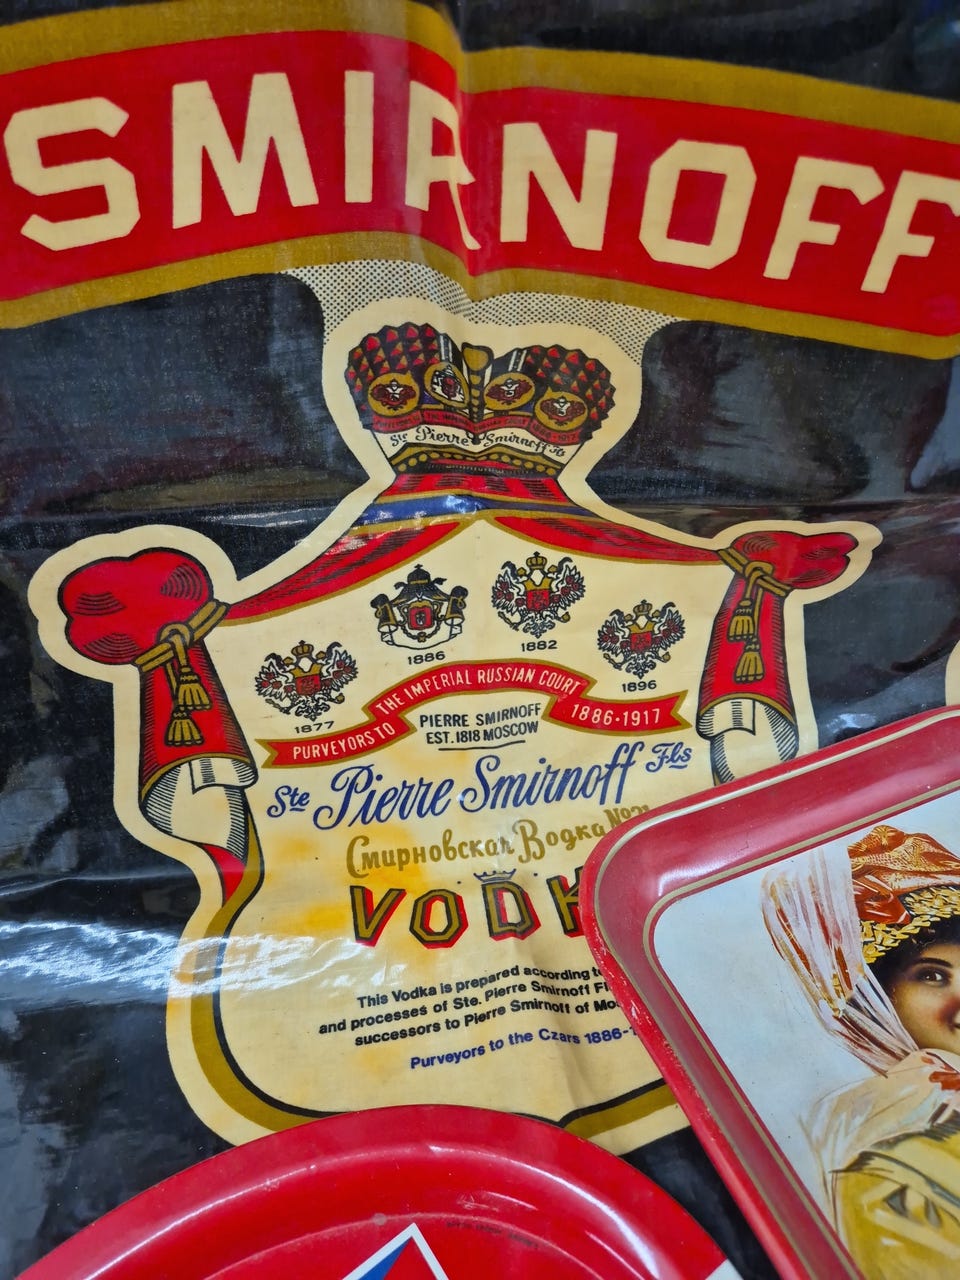 SMIRNOFF
Ste Pierre Smirnoff Fls
1886
1882
1877
1896
PURVEYORS TO THE IMPERIAL RUSSIAN COURT 1886-1917
PIERRE SMIRNOFF
EST. 1818 MOSCOW
Ste Pierre Smirnoff Fls
Смирновская Водка №21
VODK
This Vodka is prepared according to
and processes of Ste. Pierre Smirnoff Fl
successors to Pierre Smirnoff of Mo
Purveyors to the Czars 1886-1